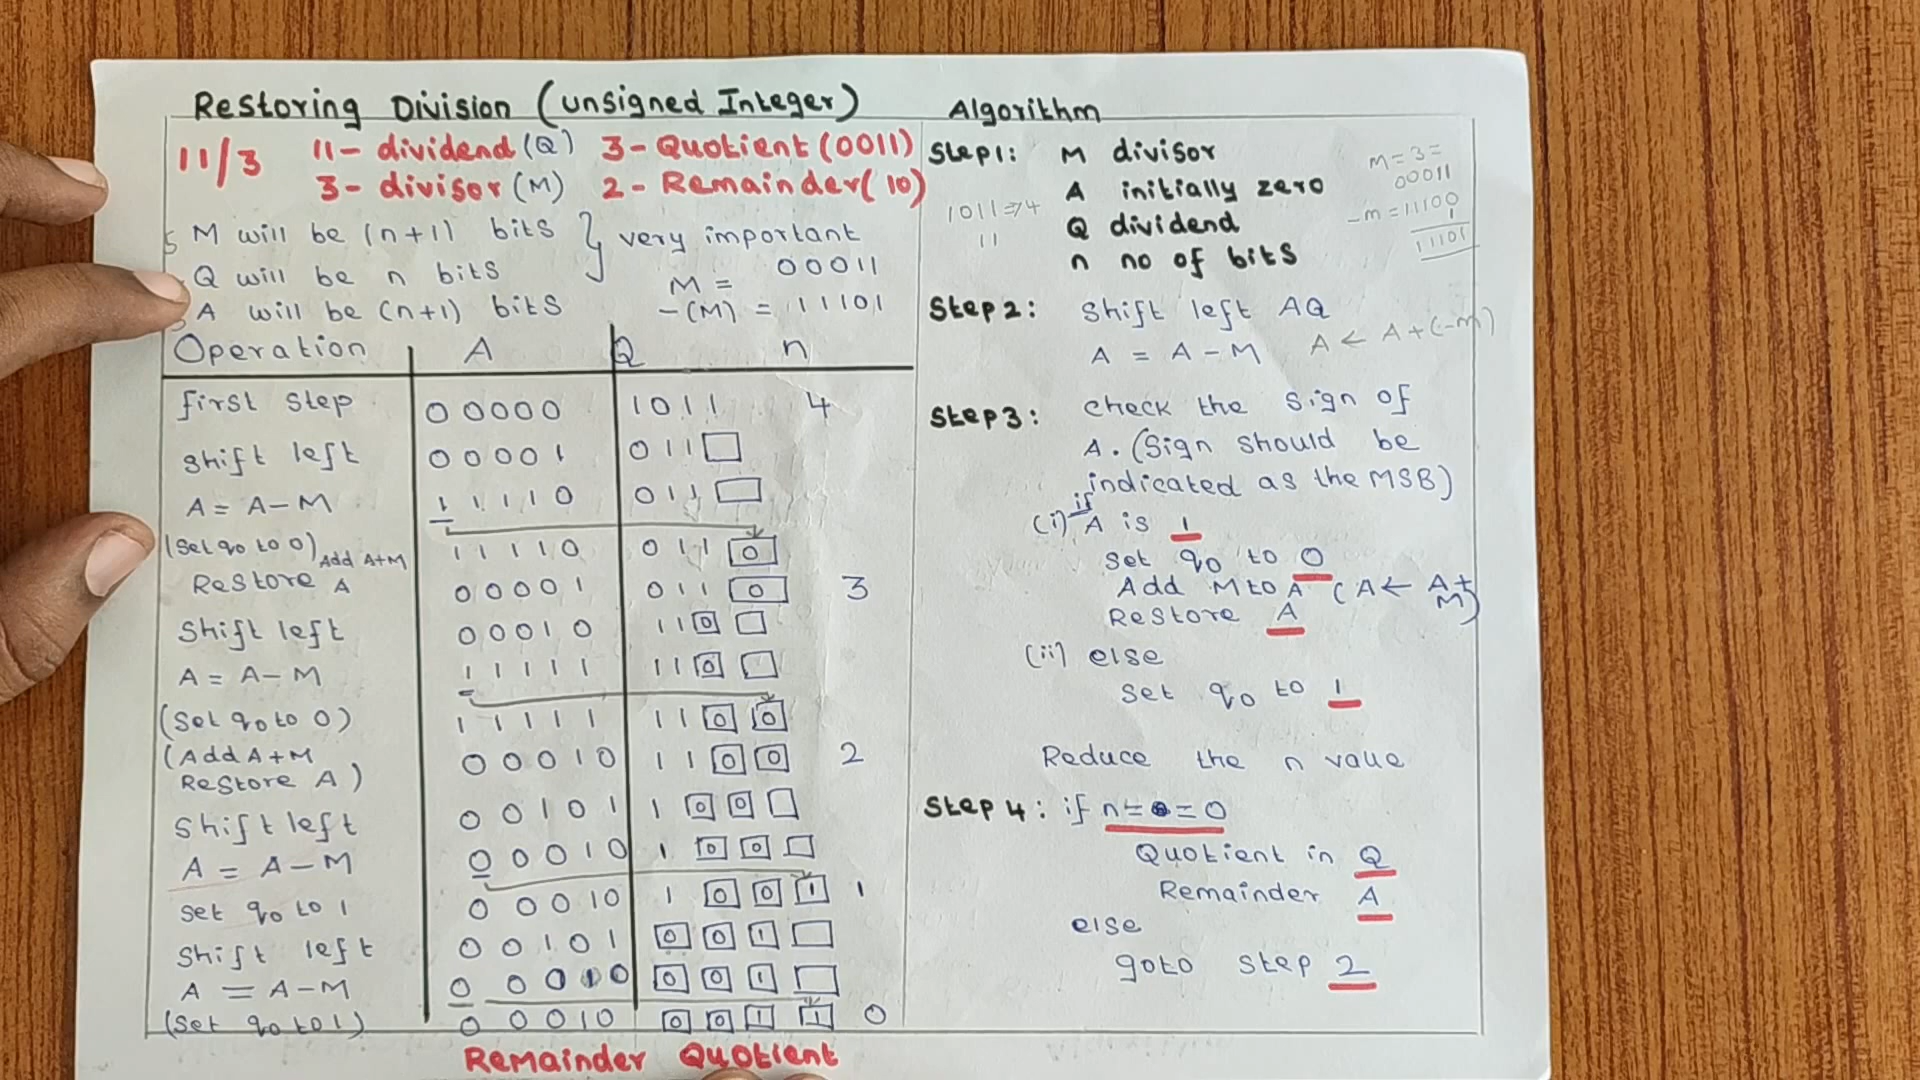 Restoring Division (unsigned Integer)
11/3 11- dividend (Q) 3- Quotient (0011)
3- divisor (M) 2- Remainder( 10)
5 M will be (n+1) bits } very important
Q will be n bits
A will be (n+1) bits
M = 00011
-(M) = 11101
Operation A Q n
first step 00000 1011 4
shift left 00001 011□
A = A-M 11110 011□
(Set q0 to 0) 11110 0110
Add A+M
Restore A 00001 0110 3
Shift left 00010 110□
A = A-M 11111 110□
(Set q0 to 0) 11111 1100
(Add A+M 00010 1100 2
Restore A)
Shift left 00101 100□
A = A-M 00010 100□
Set q0 to 1 00010 1001 1
Shift left 00101 001□
A = A-M 00010 001□
(Set q0 to 1) 00010 0011 0
Remainder Quotient
Algorithm
Step1: M divisor
A initially zero
Q dividend
n no of bits
1011 ⇒ 4
11
M = 3 =
00011
-m = 11100
1
11101
Step 2: Shift left AQ
A = A - M A ← A+(-M)
Step3: check the sign of
A. (Sign should be
indicated as the MSB)
(i) if A is 1
Set q0 to 0
Add M to A (A ← A+
M)
Restore A
(ii) else
Set q0 to 1
Reduce the n value
Step 4: if n = = 0
Quotient in Q
Remainder A
else
goto step 2